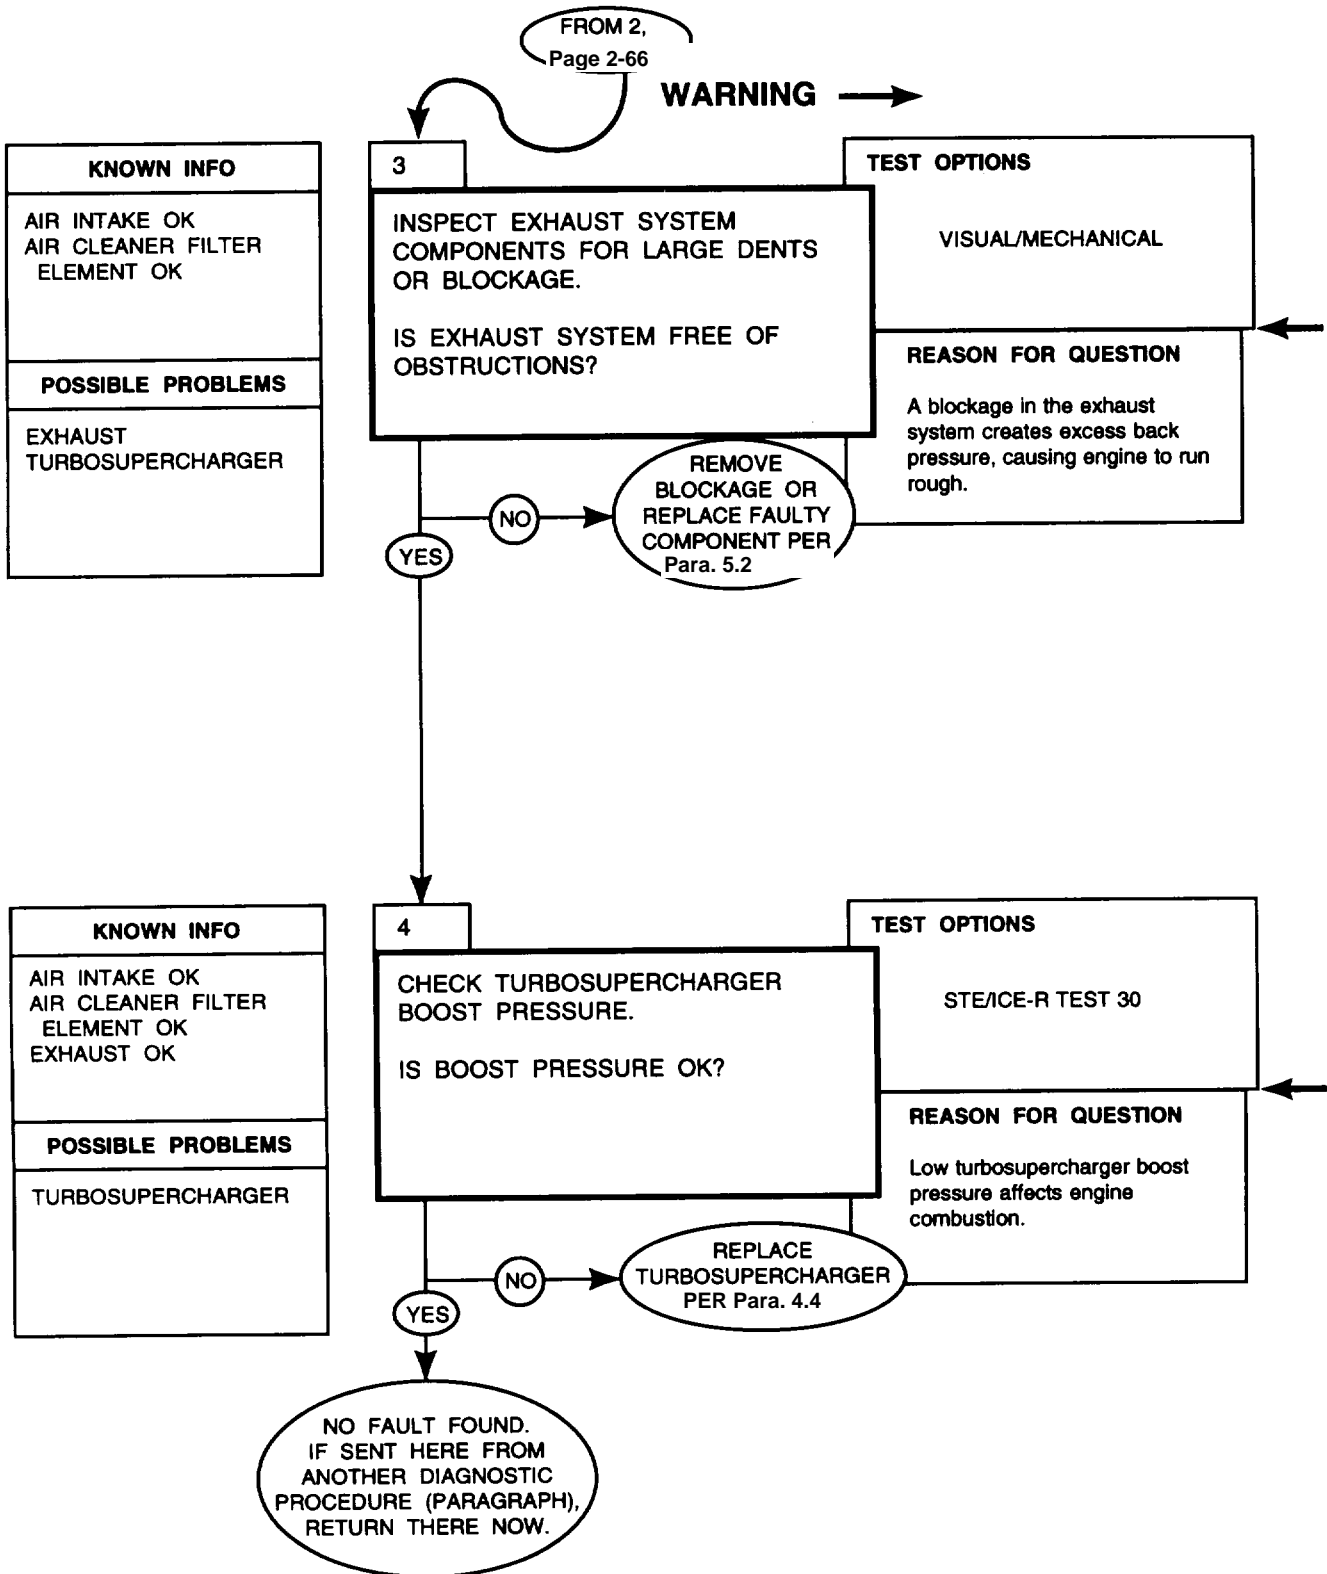 FROM 2,
Page 2-66
WARNING
KNOWN INFO
AIR INTAKE OK
AIR CLEANER FILTER
ELEMENT OK
POSSIBLE PROBLEMS
EXHAUST
TURBOSUPERCHARGER
3
INSPECT EXHAUST SYSTEM
COMPONENTS FOR LARGE DENTS
OR BLOCKAGE.
IS EXHAUST SYSTEM FREE OF
OBSTRUCTIONS?
TEST OPTIONS
VISUAL/MECHANICAL
REASON FOR QUESTION
A blockage in the exhaust
system creates excess back
pressure, causing engine to run
rough.
NO
REMOVE
BLOCKAGE OR
REPLACE FAULTY
COMPONENT PER
Para. 5.2
YES
KNOWN INFO
AIR INTAKE OK
AIR CLEANER FILTER
ELEMENT OK
EXHAUST OK
POSSIBLE PROBLEMS
TURBOSUPERCHARGER
4
CHECK TURBOSUPERCHARGER
BOOST PRESSURE.
IS BOOST PRESSURE OK?
TEST OPTIONS
STE/ICE-R TEST 30
REASON FOR QUESTION
Low turbosupercharger boost
pressure affects engine
combustion.
NO
REPLACE
TURBOSUPERCHARGER
PER Para. 4.4
YES
NO FAULT FOUND.
IF SENT HERE FROM
ANOTHER DIAGNOSTIC
PROCEDURE (PARAGRAPH),
RETURN THERE NOW.